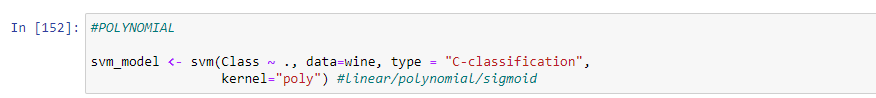 In [152]: #POLYNOMIAL
svm_model <- svm(Class ~ ., data=wine, type = "C-classification",
kernel="poly") #linear/polynomial/sigmoid